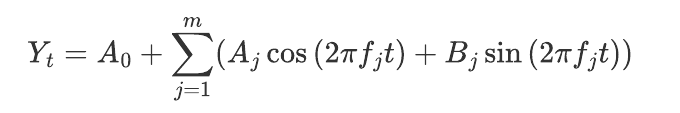 Y_t = A_0 + \sum_{j=1}^{m} (A_j \cos (2\pi f_j t) + B_j \sin (2\pi f_j t))